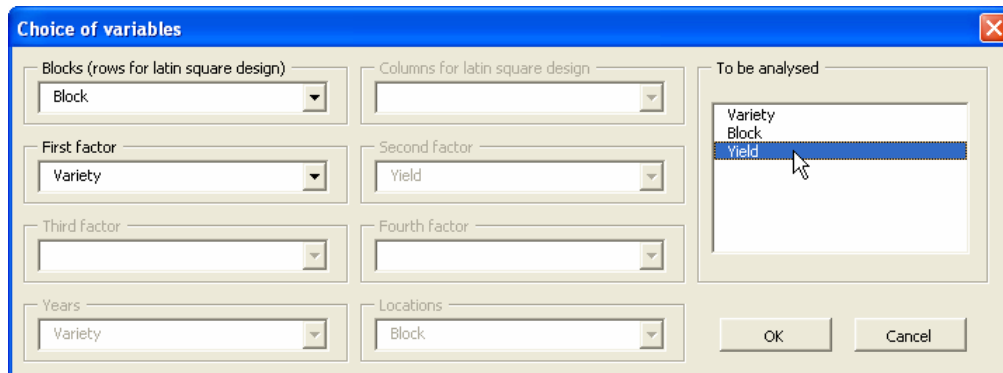 Choice of variables
Blocks (rows for latin square design)
Block
Columns for latin square design
To be analysed
Variety
Block
Yield
First factor
Variety
Second factor
Yield
Third factor
Fourth factor
Years
Variety
Locations
Block
OK
Cancel